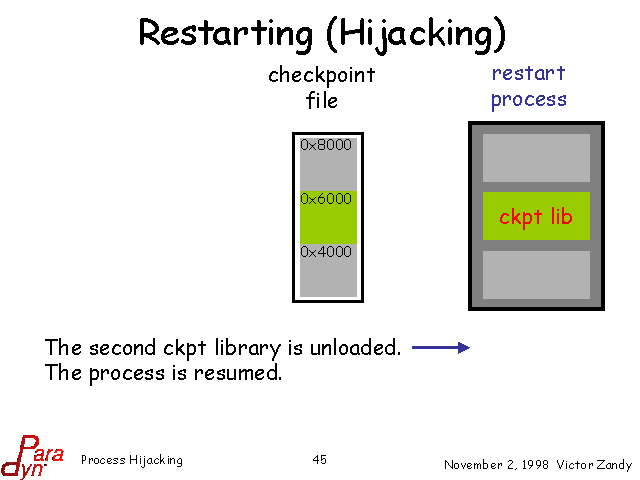 Restarting (Hijacking)
checkpoint
file
restart
process
0x8000
0x6000
0x4000
ckpt lib
The second ckpt library is unloaded.
The process is resumed.
Para
dyn
Process Hijacking
45
November 2, 1998 Victor Zandy